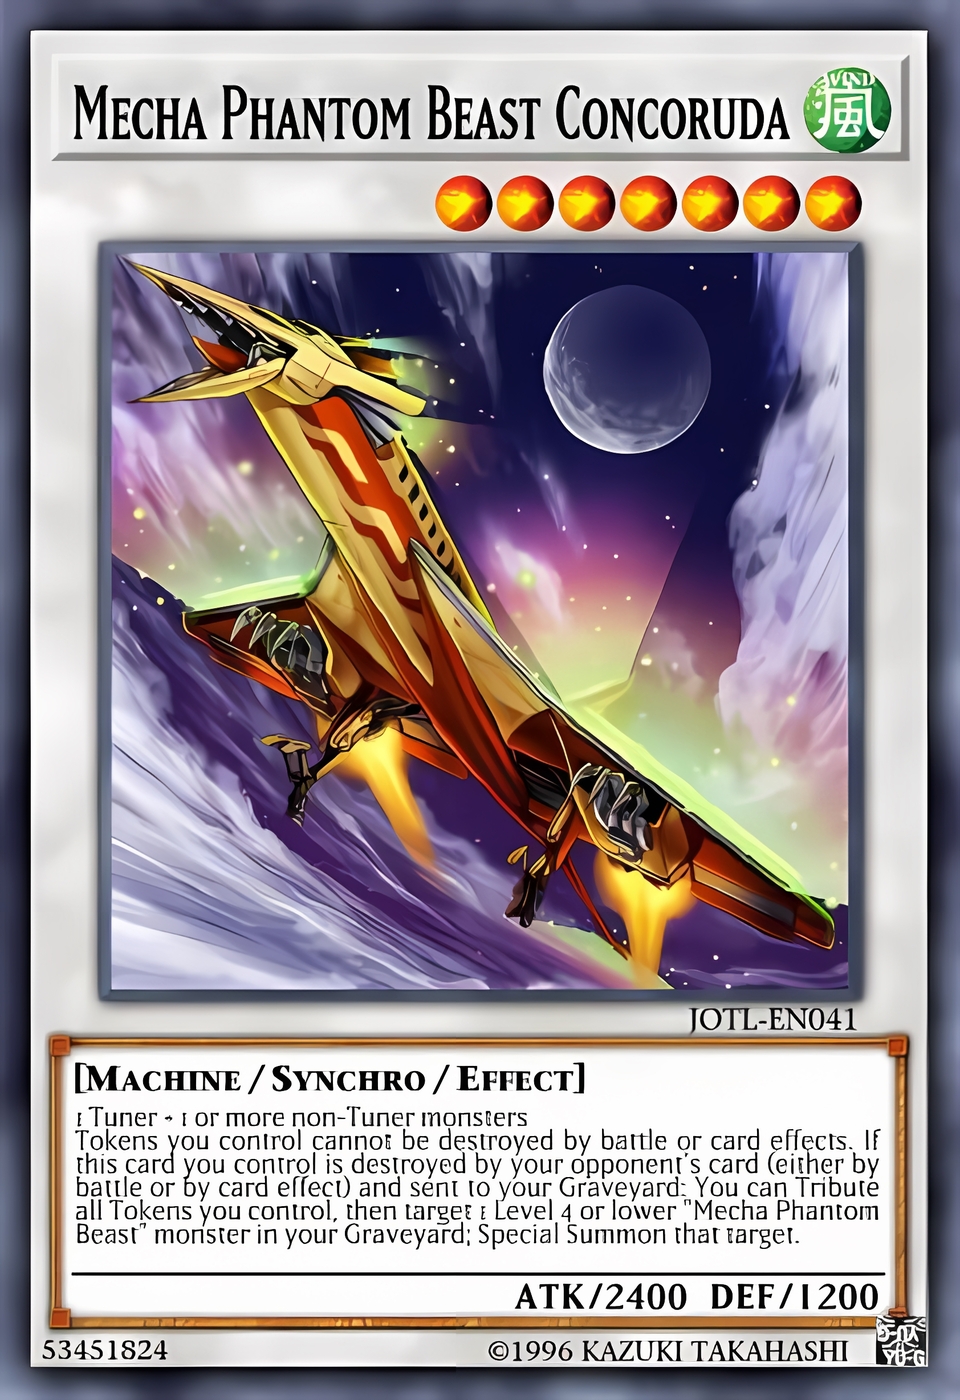 MECHA PHANTOM BEAST CONCORUDA
WIND
風
JOTL-EN041
[MACHINE / SYNCHRO / EFFECT]
1 Tuner + 1 or more non-Tuner monsters
Tokens you control cannot be destroyed by battle or card effects. If
this card you control is destroyed by your opponent's card (either by
battle or by card effect) and sent to your Graveyard: You can Tribute
all Tokens you control, then target 1 Level 4 or lower "Mecha Phantom
Beast" monster in your Graveyard; Special Summon that target.
ATK/2400 DEF/1200
53451824
©1996 KAZUKI TAKAHASHI